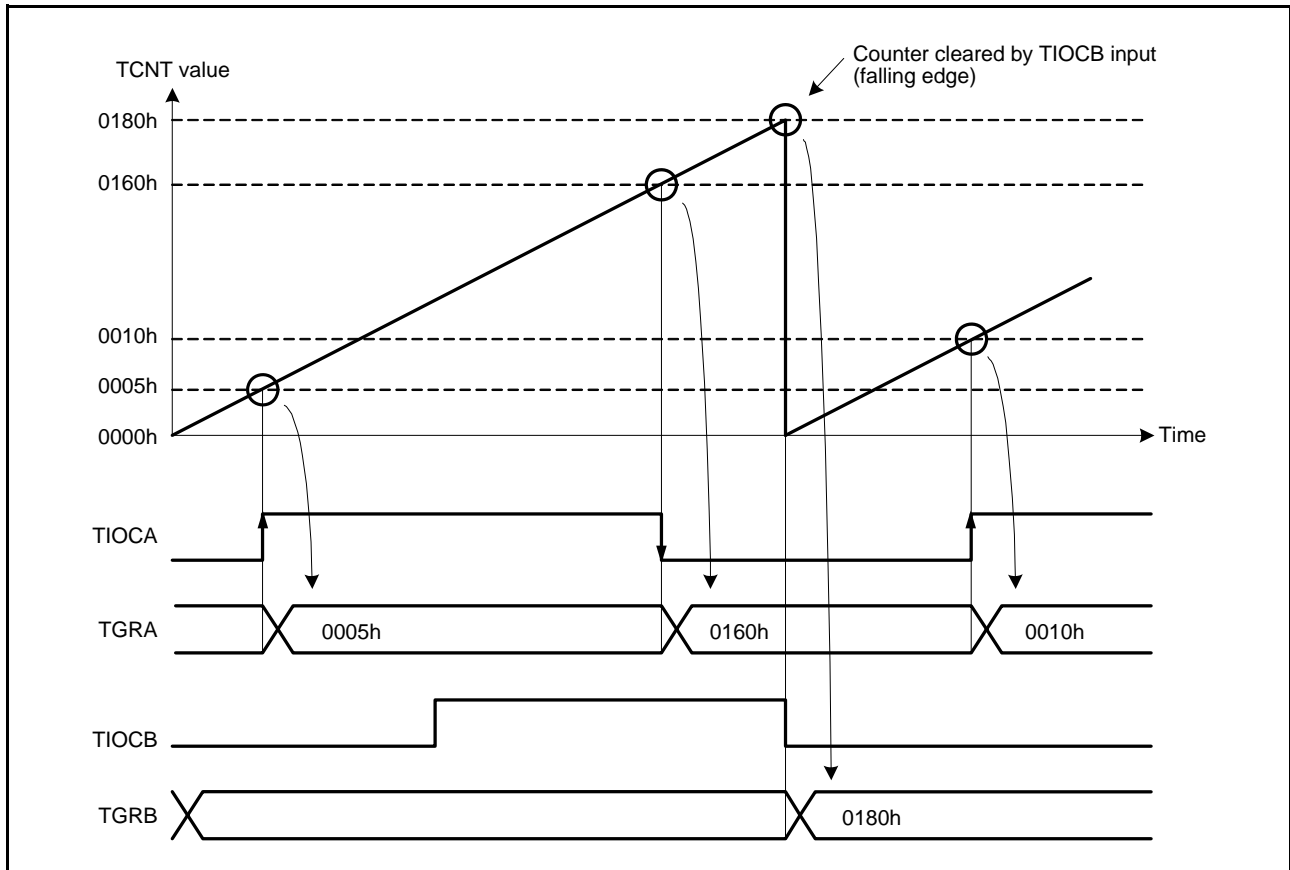 Counter cleared by TIOCB input
(falling edge)
TCNT value
0180h
0160h
0010h
0005h
0000h
Time
TIOCA
TGRA
0005h
0160h
0010h
TIOCB
TGRB
0180h